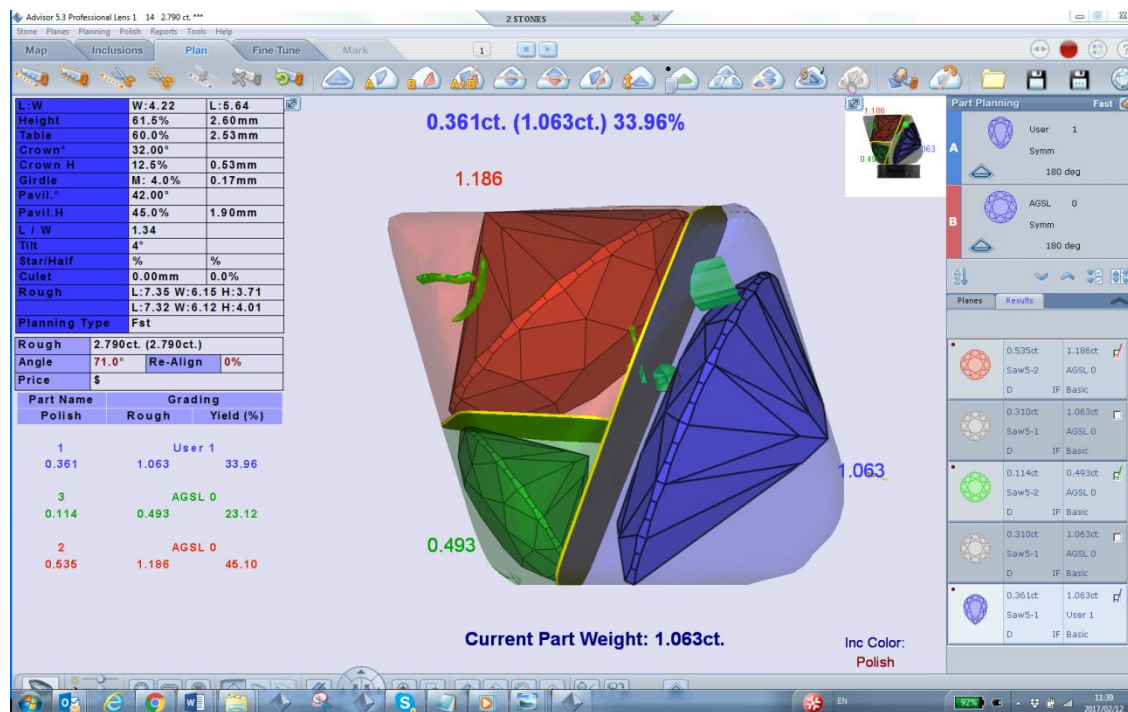 Advisor 5.3 Professional Lens 1 14 2.790 ct. ***
2 STONES
Stone Planes Planning Polish Reports Tools Help
Map Inclusions Plan Fine Tune Mark
1
L:W W:4.22 L:5.64
Height 61.5% 2.60mm
Table 60.0% 2.53mm
Crown° 32.00°
Crown H 12.5% 0.53mm
Girdle M: 4.0% 0.17mm
Pavil.° 42.00°
Pavil.H 45.0% 1.90mm
L / W 1.34
Tilt 4°
Star/Half % %
Culet 0.00mm 0.0%
Rough L:7.35 W:6.15 H:3.71
L:7.32 W:6.12 H:4.01
Planning Type Fst
Rough 2.790ct. (2.790ct.)
Angle 71.0° Re-Align 0%
Price $
Part Name Grading
Polish Rough Yield (%)
1 User 1
0.361 1.063 33.96
3 AGSL 0
0.114 0.493 23.12
2 AGSL 0
0.535 1.186 45.10
0.361ct. (1.063ct.) 33.96%
1.186
1.063
0.493
Current Part Weight: 1.063ct.
Inc Color:
Polish
1.186
Part Planning Fast
A
User 1
Symm
180 deg
B
AGSL 0
Symm
180 deg
Planes Results
0.535ct 1.186ct
Saw5-2 AGSL 0
D IF Basic
0.310ct 1.063ct
Saw5-1 AGSL 0
D IF Basic
0.114ct 0.493ct
Saw5-2 AGSL 0
D IF Basic
0.310ct 1.063ct
Saw5-1 AGSL 0
D IF Basic
0.361ct 1.063ct
Saw5-1 User 1
D IF Basic
EN
92%
11:39
2017/02/12